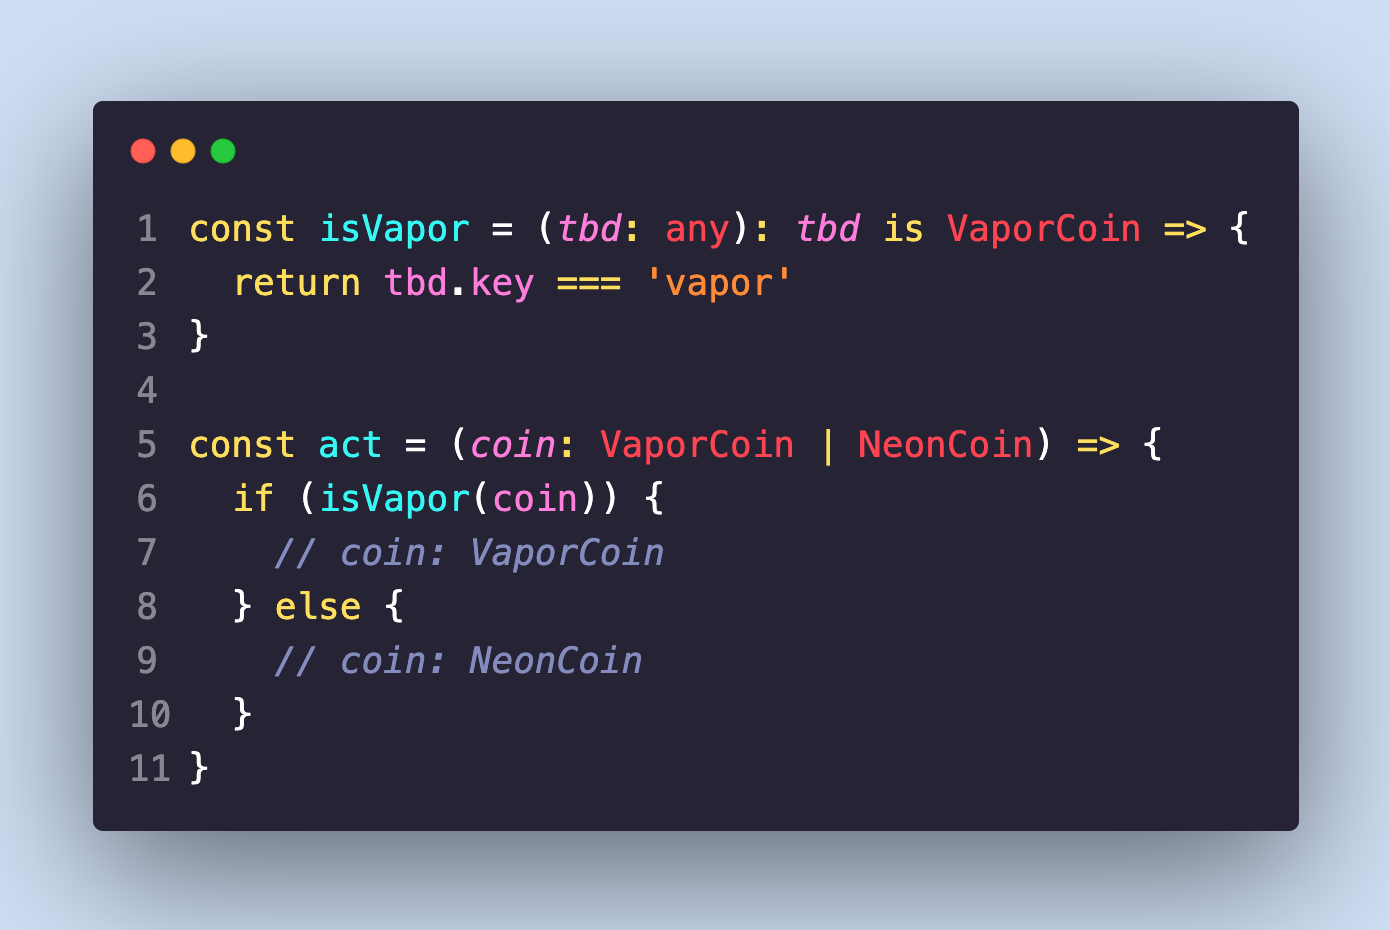 1 const isVapor = (tbd: any): tbd is VaporCoin => {
2   return tbd.key === 'vapor'
3 }
4
5 const act = (coin: VaporCoin | NeonCoin) => {
6   if (isVapor(coin)) {
7     // coin: VaporCoin
8   } else {
9     // coin: NeonCoin
10   }
11 }